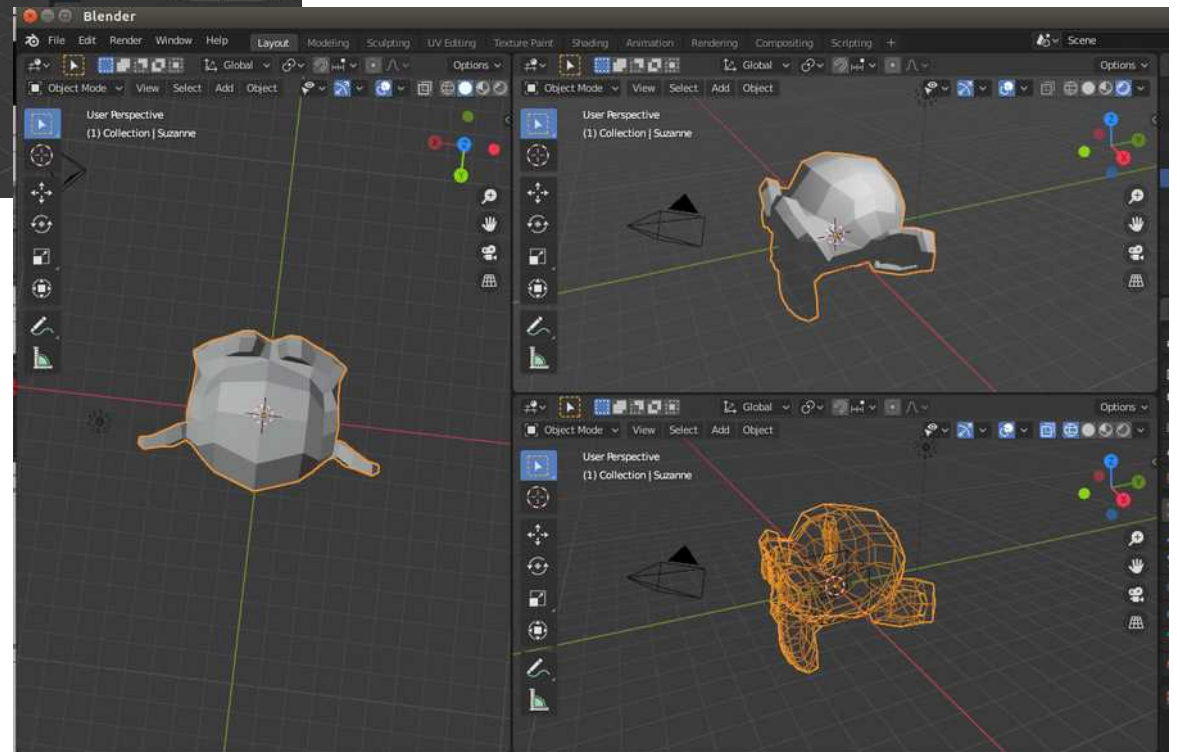 Blender
File Edit Render Window Help Layout Modeling Sculpting UV Editing Texture Paint Shading Animation Rendering Compositing Scripting + Scene
Global Options
Object Mode View Select Add Object
User Perspective
(1) Collection | Suzanne
Z
Y
Global Options
Object Mode View Select Add Object
User Perspective
(1) Collection | Suzanne
Z
Y
X
Global Options
Object Mode View Select Add Object
User Perspective
(1) Collection | Suzanne
Z
Y
X